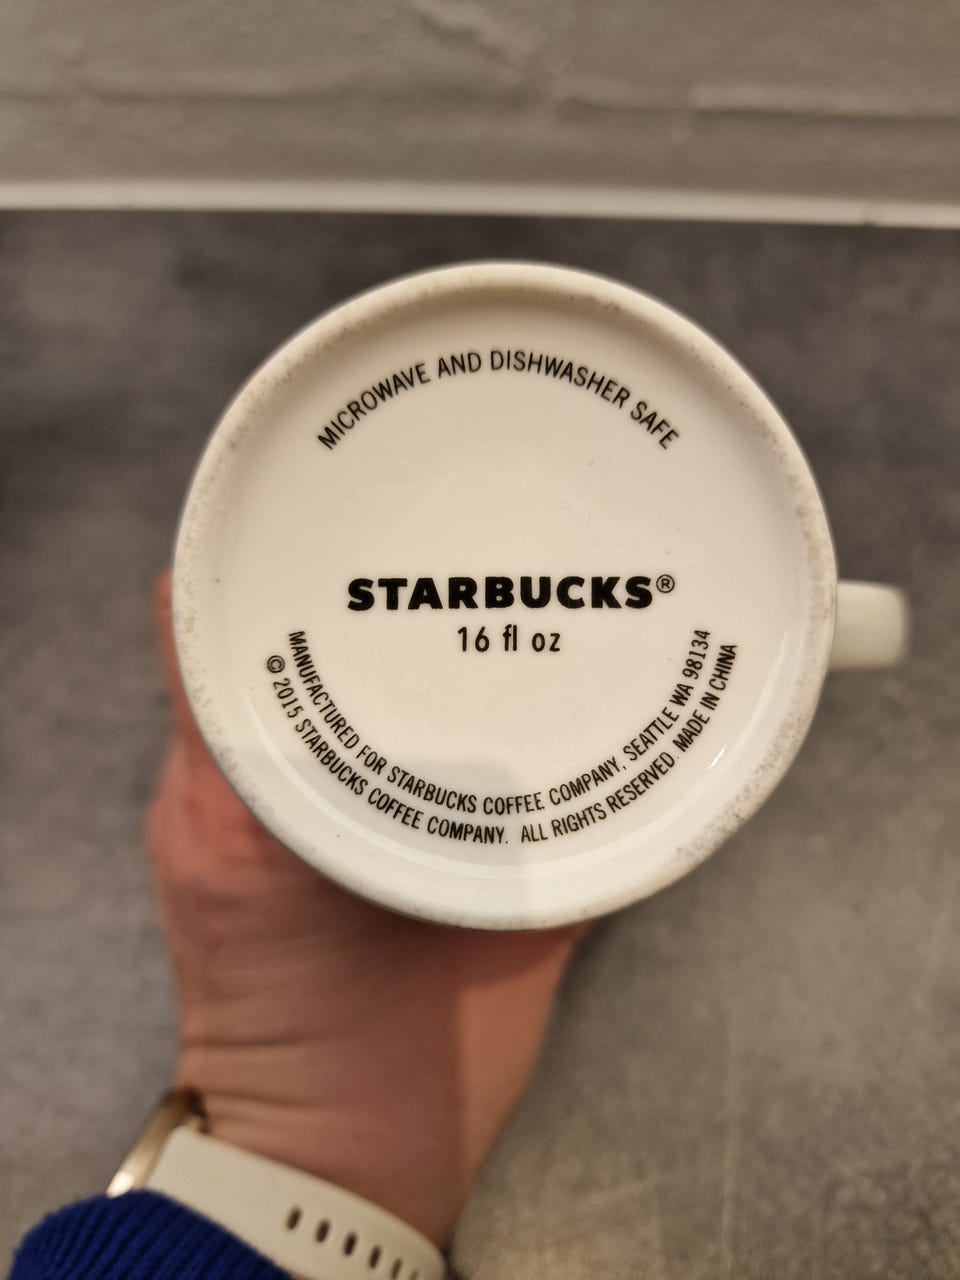 MICROWAVE AND DISHWASHER SAFE
STARBUCKS®
16 fl oz
MANUFACTURED FOR STARBUCKS COFFEE COMPANY, SEATTLE WA 98134
© 2015 STARBUCKS COFFEE COMPANY. ALL RIGHTS RESERVED. MADE IN CHINA